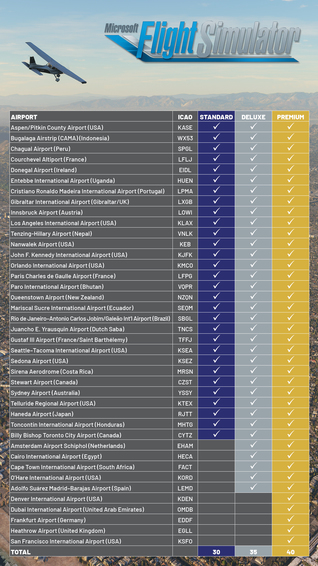 Microsoft
Flight Simulator
AIRPORT ICAO STANDARD DELUXE PREMIUM
Aspen/Pitkin County Airport (USA) KASE ✓ ✓ ✓
Bugalaga Airstrip (CAMA) (Indonesia) WX53 ✓ ✓ ✓
Chagual Airport (Peru) SPGL ✓ ✓ ✓
Courchevel Altiport (France) LFLJ ✓ ✓ ✓
Donegal Airport (Ireland) EIDL ✓ ✓ ✓
Entebbe International Airport (Uganda) HUEN ✓ ✓ ✓
Cristiano Ronaldo Madeira International Airport (Portugal) LPMA ✓ ✓ ✓
Gibraltar International Airport (Gibraltar/UK) LXGB ✓ ✓ ✓
Innsbruck Airport (Austria) LOWI ✓ ✓ ✓
Los Angeles International Airport (USA) KLAX ✓ ✓ ✓
Tenzing-Hillary Airport (Nepal) VNLK ✓ ✓ ✓
Nanwalek Airport (USA) KEB ✓ ✓ ✓
John F. Kennedy International Airport (USA) KJFK ✓ ✓ ✓
Orlando International Airport (USA) KMCO ✓ ✓ ✓
Paris Charles de Gaulle Airport (France) LFPG ✓ ✓ ✓
Paro International Airport (Bhutan) VQPR ✓ ✓ ✓
Queenstown Airport (New Zealand) NZQN ✓ ✓ ✓
Mariscal Sucre International Airport (Ecuador) SEQM ✓ ✓ ✓
Rio de Janeiro-Antonio Carlos Jobim/Galeão Int'l Airport (Brazil) SBGL ✓ ✓ ✓
Juancho E. Yrausquin Airport (Dutch Saba) TNCS ✓ ✓ ✓
Gustaf III Airport (France/Saint Barthélemy) TFFJ ✓ ✓ ✓
Seattle-Tacoma International Airport (USA) KSEA ✓ ✓ ✓
Sedona Airport (USA) KSEZ ✓ ✓ ✓
Sirena Aerodrome (Costa Rica) MRSN ✓ ✓ ✓
Stewart Airport (Canada) CZST ✓ ✓ ✓
Sydney Airport (Australia) YSSY ✓ ✓ ✓
Telluride Regional Airport (USA) KTEX ✓ ✓ ✓
Haneda Airport (Japan) RJTT ✓ ✓ ✓
Toncontin International Airport (Honduras) MHTG ✓ ✓ ✓
Billy Bishop Toronto City Airport (Canada) CYTZ ✓ ✓ ✓
Amsterdam Airport Schiphol (Netherlands) EHAM ✓ ✓
Cairo International Airport (Egypt) HECA ✓ ✓
Cape Town International Airport (South Africa) FACT ✓ ✓
O'Hare International Airport (USA) KORD ✓ ✓
Adolfo Suárez Madrid-Barajas Airport (Spain) LEMD ✓ ✓
Denver International Airport (USA) KDEN ✓
Dubai International Airport (United Arab Emirates) OMDB ✓
Frankfurt Airport (Germany) EDDF ✓
Heathrow Airport (United Kingdom) EGLL ✓
San Francisco International Airport (USA) KSFO ✓
TOTAL 30 35 40